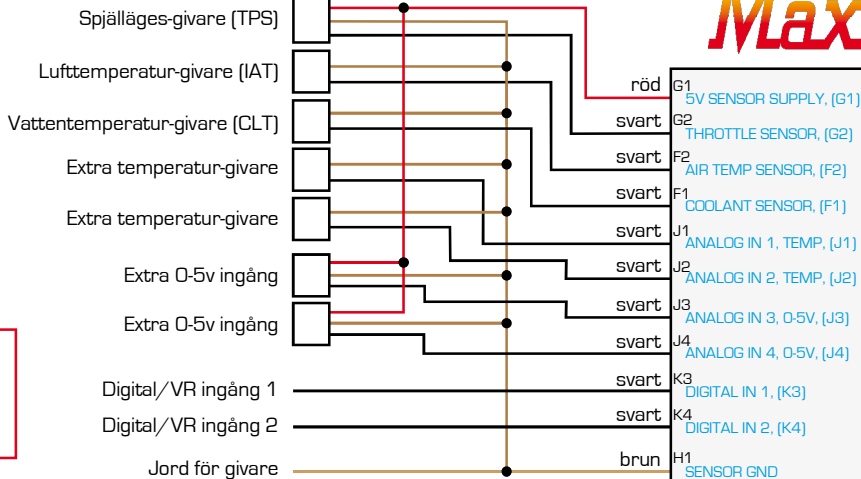 Max
Spjälläges-givare (TPS)
Lufttemperatur-givare (IAT)
Vattentemperatur-givare (CLT)
Extra temperatur-givare
Extra temperatur-givare
Extra 0-5v ingång
Extra 0-5v ingång
Digital/VR ingång 1
Digital/VR ingång 2
Jord för givare
röd G1
5V SENSOR SUPPLY, (G1)
svart G2
THROTTLE SENSOR, (G2)
svart F2
AIR TEMP SENSOR, (F2)
svart F1
COOLANT SENSOR, (F1)
svart J1
ANALOG IN 1, TEMP, (J1)
svart J2
ANALOG IN 2, TEMP, (J2)
svart J3
ANALOG IN 3, 0-5V, (J3)
svart J4
ANALOG IN 4, 0-5V, (J4)
svart K3
DIGITAL IN 1, (K3)
svart K4
DIGITAL IN 2, (K4)
brun H1
SENSOR GND